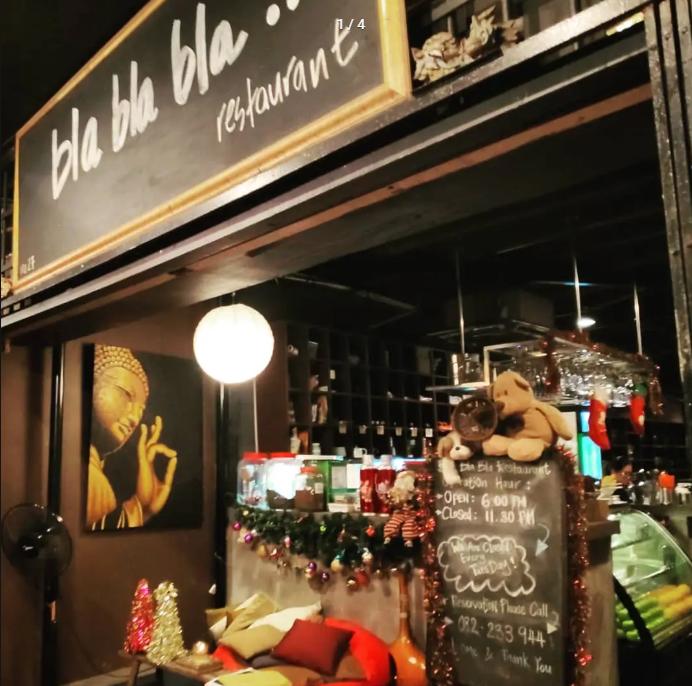 1/4
bla bla bla ..
restaurant
Bla Bla Restaurant
Hour :
Open : 6:00 PM
Closed : 11.30 PM
We Are Closed
Every
TuesDay!
Reservation Please Call
082-233 944
& Thank You